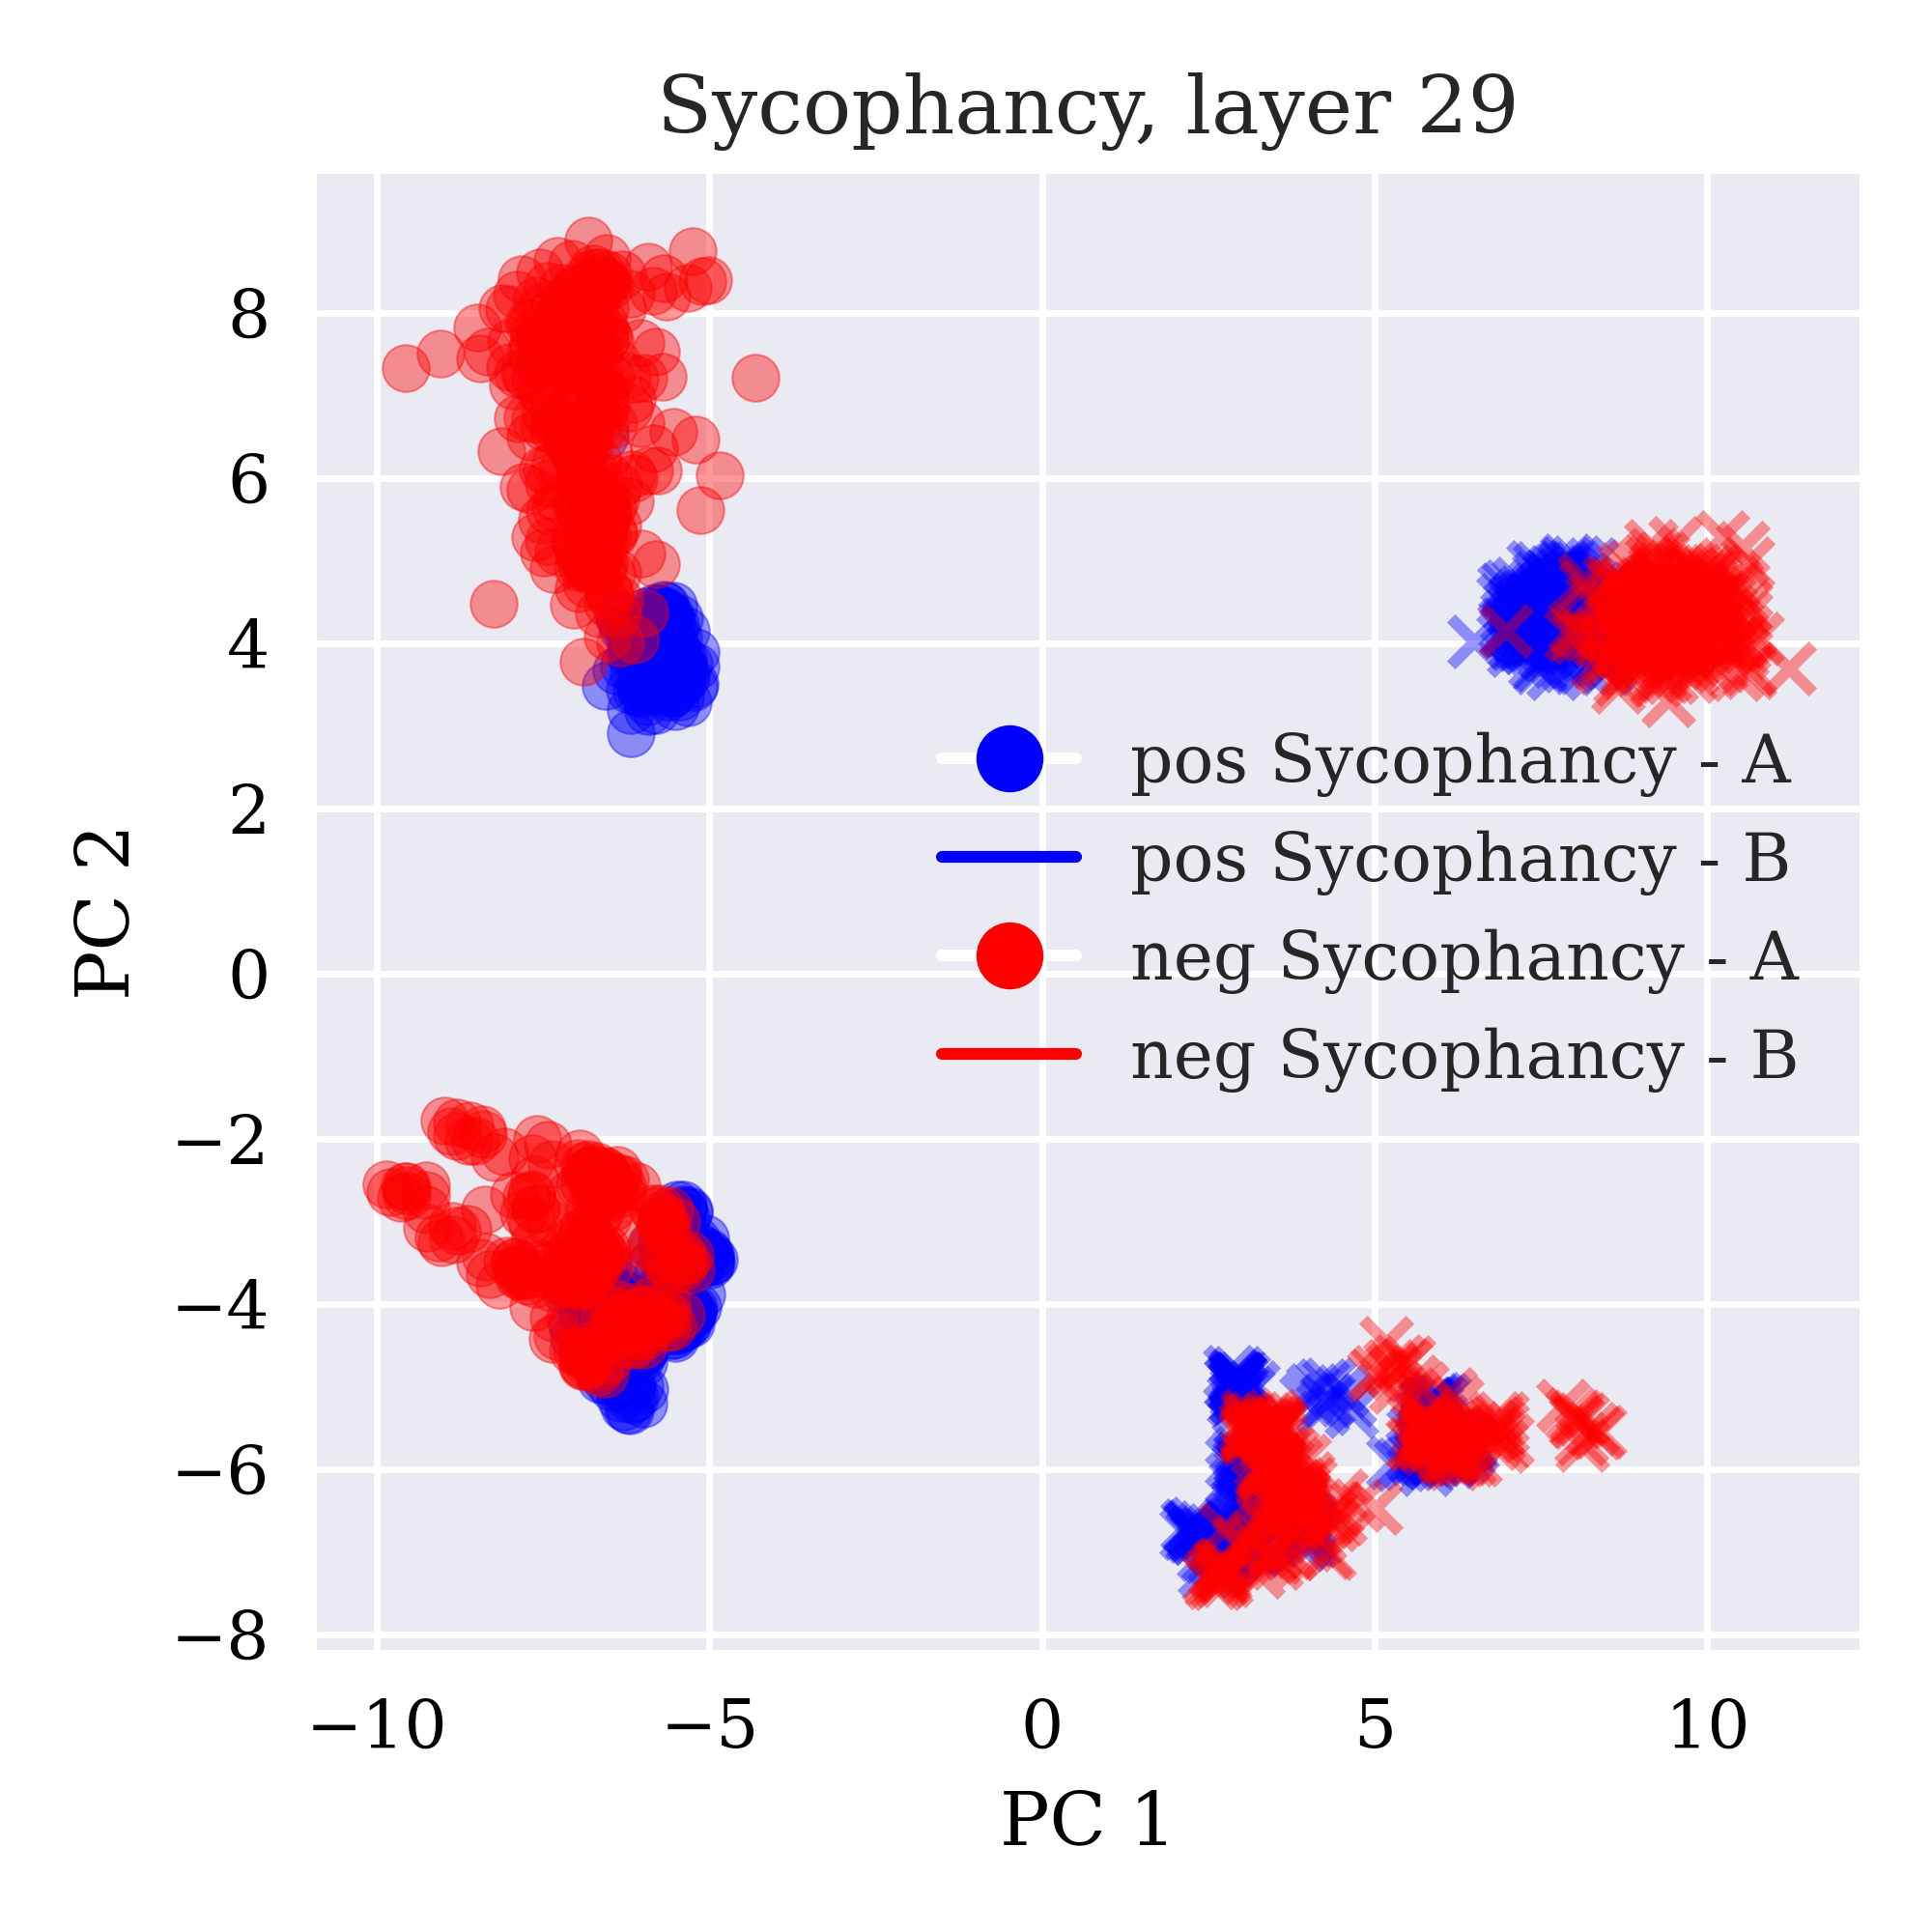 Sycophancy, layer 29
PC 2
8
6
4
2
0
−2
−4
−6
−8
pos Sycophancy - A
pos Sycophancy - B
neg Sycophancy - A
neg Sycophancy - B
−10 −5 0 5 10
PC 1